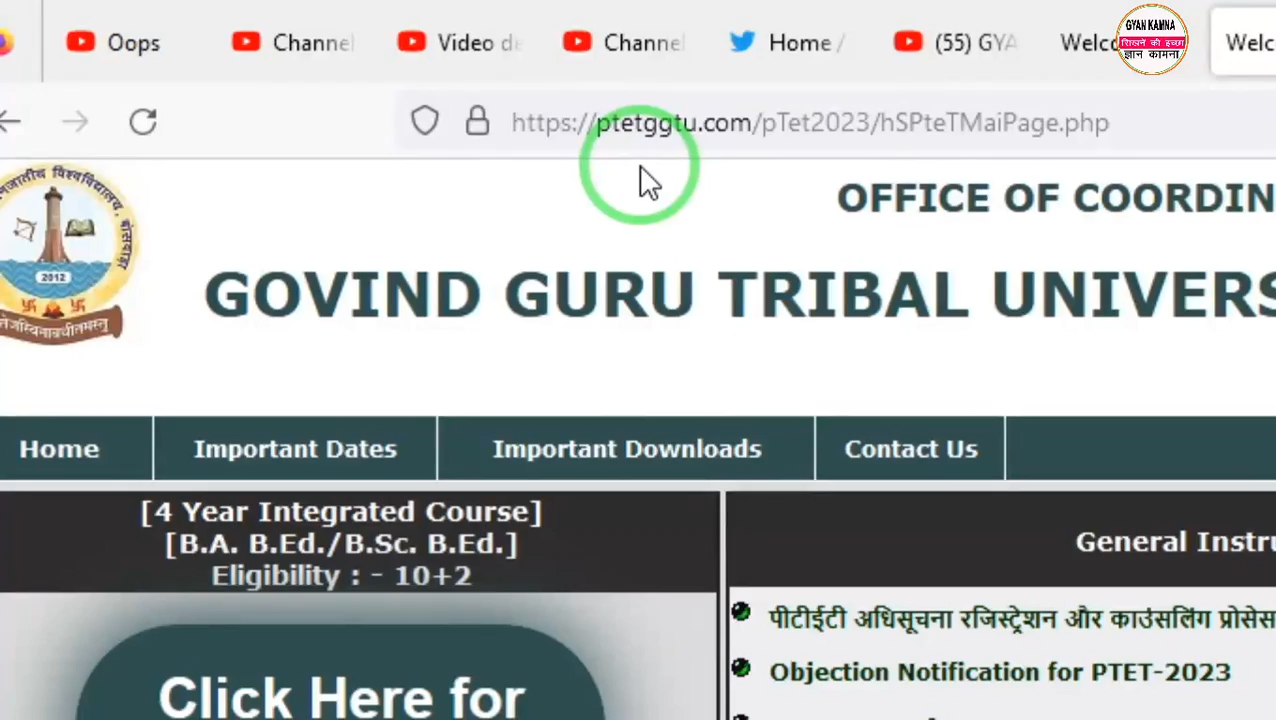 Oops
Channel
Video de
Channel
Home /
(55) GYA
Welco
GYAN KAMNA
सिखने की इच्छा
ज्ञान कामना
Welc
https://ptetggtu.com/pTet2023/hSPteTMaiPage.php
OFFICE OF COORDIN
GOVIND GURU TRIBAL UNIVERS
2012
Home
Important Dates
Important Downloads
Contact Us
[4 Year Integrated Course]
[B.A. B.Ed./B.Sc. B.Ed.]
Eligibility : - 10+2
General Instru
पीटीईटी अधिसूचना रजिस्ट्रेशन और काउंसलिंग प्रोसेस
Objection Notification for PTET-2023
Click Here for